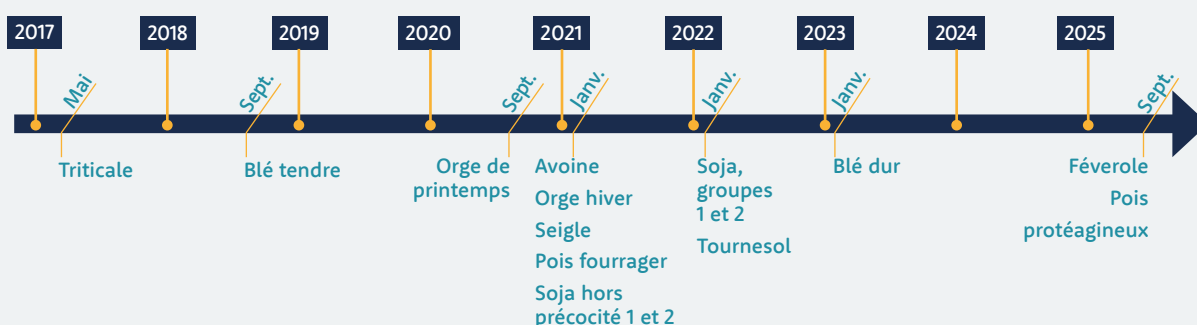 2017 2018 2019 2020 2021 2022 2023 2024 2025
Mai Sept. Sept. Janv. Janv. Janv. Sept.
Triticale
Blé tendre
Orge de
printemps
Avoine
Orge hiver
Seigle
Pois fourrager
Soja hors
précocité 1 et 2
Soja,
groupes
1 et 2
Tournesol
Blé dur
Féverole
Pois
protéagineux